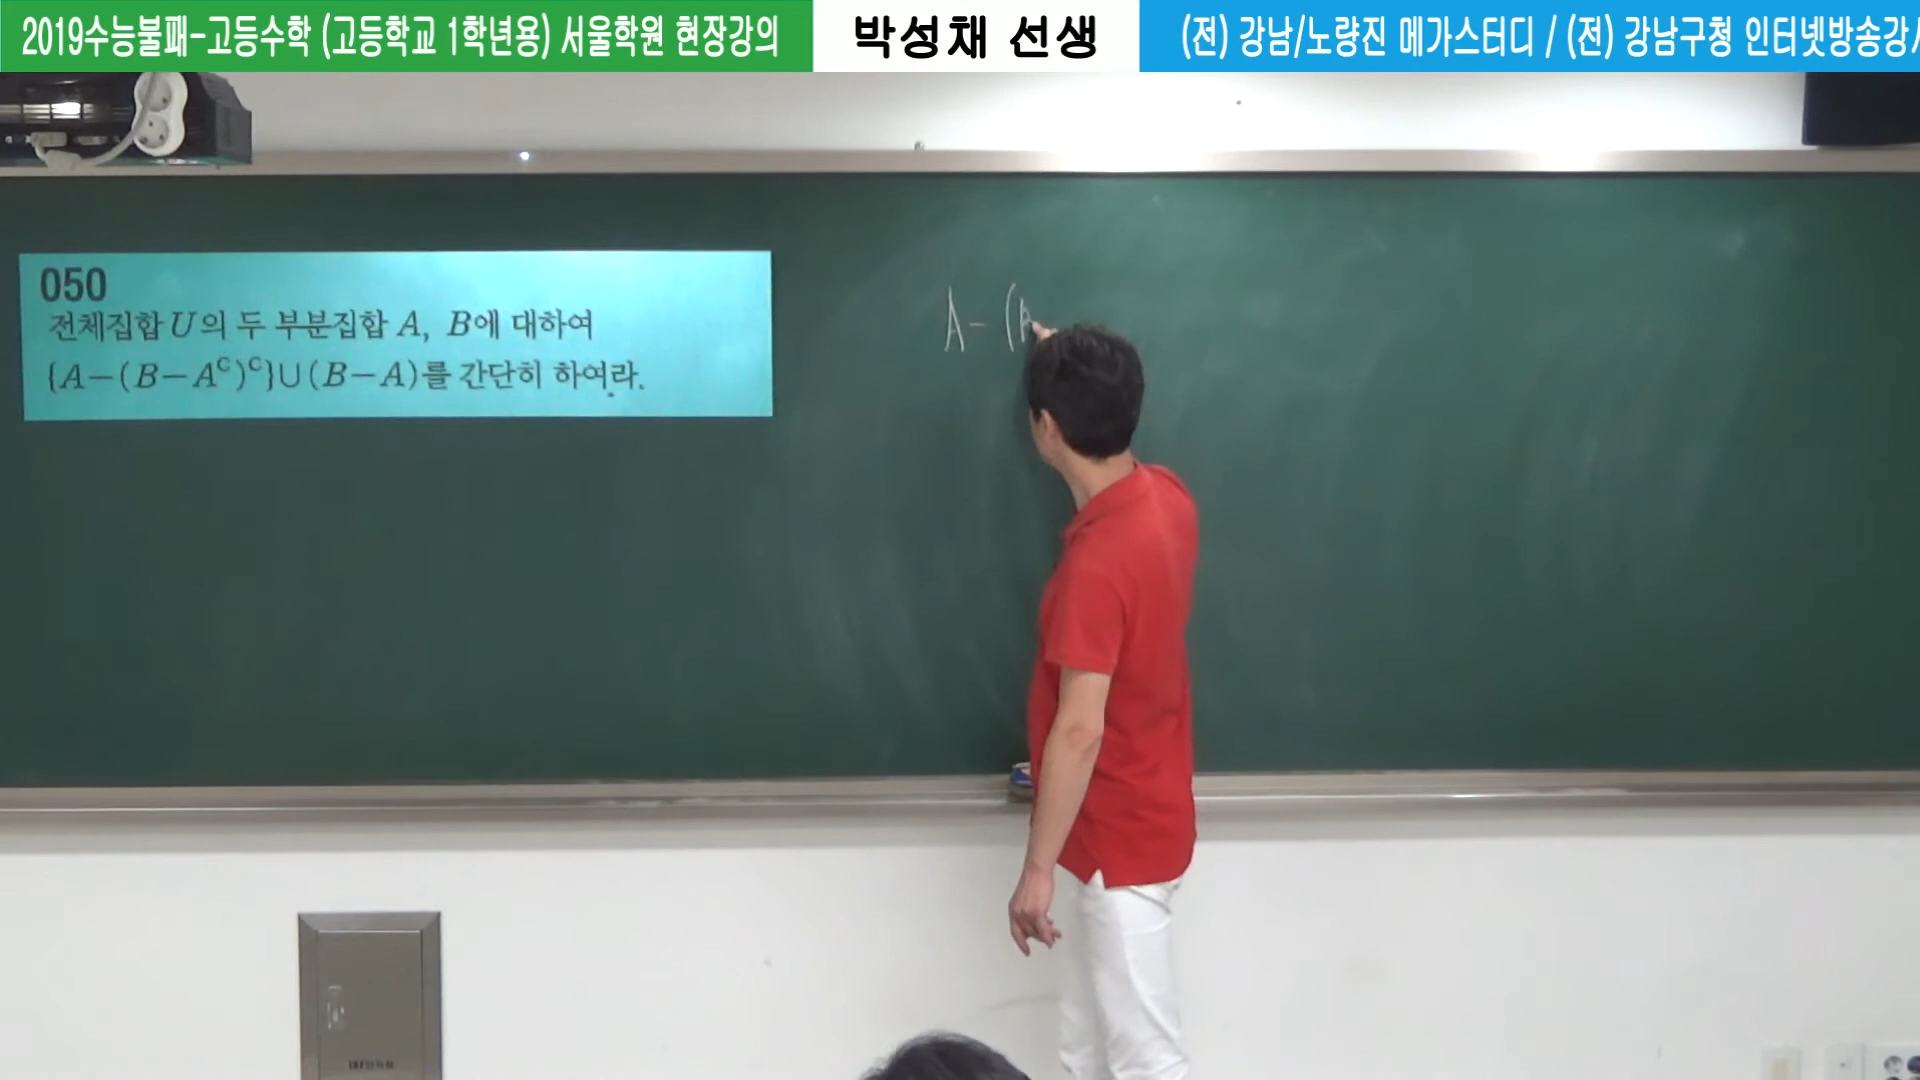 2019수능불패-고등수학 (고등학교 1학년용) 서울학원 현장강의
박성채 선생
(전) 강남/노량진 메가스터디 / (전) 강남구청 인터넷방송강사
050
전체집합 U의 두 부분집합 A, B에 대하여
{A-(B-Aᶜ)ᶜ}∪(B-A)를 간단히 하여라.
A - (A